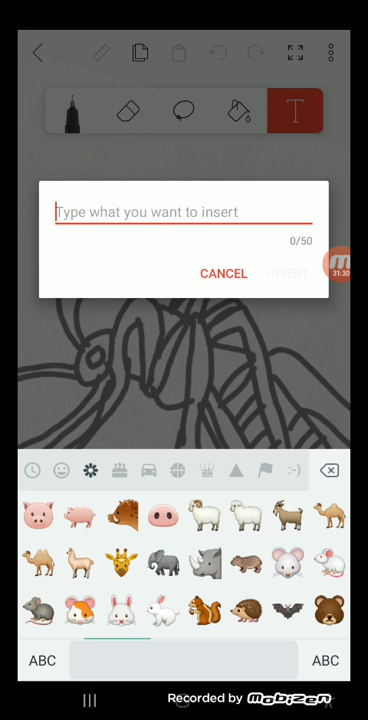 T
Type what you want to insert
0/50
CANCEL INSERT
31:30
:-)
ABC ABC
Recorded by mobizen